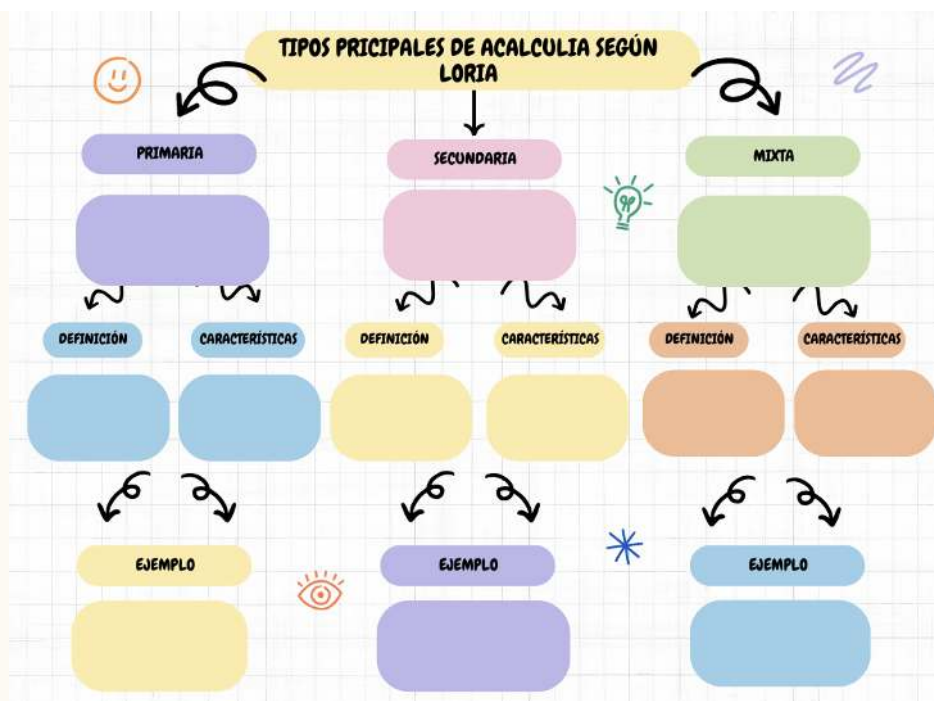 TIPOS PRICIPALES DE ACALCULIA SEGÚN
LORIA
PRIMARIA
SECUNDARIA
MIXTA
DEFINICIÓN
CARACTERÍSTICAS
DEFINICIÓN
CARACTERÍSTICAS
DEFINICIÓN
CARACTERÍSTICAS
EJEMPLO
EJEMPLO
EJEMPLO